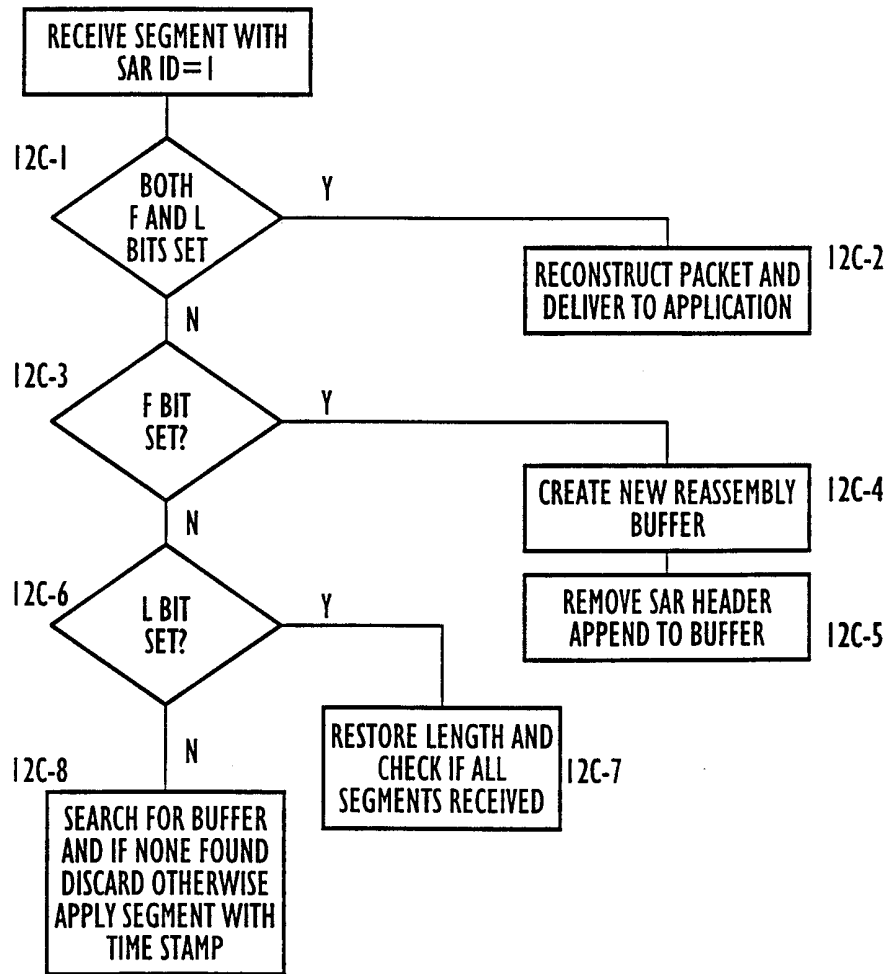 RECEIVE SEGMENT WITH
SAR ID=1
12C-1
BOTH
F AND L
BITS SET
Y
12C-2
RECONSTRUCT PACKET AND
DELIVER TO APPLICATION
N
12C-3
F BIT
SET?
Y
12C-4
CREATE NEW REASSEMBLY
BUFFER
N
REMOVE SAR HEADER
APPEND TO BUFFER
12C-5
12C-6
L BIT
SET?
Y
N
RESTORE LENGTH AND
CHECK IF ALL
SEGMENTS RECEIVED
12C-7
12C-8
SEARCH FOR BUFFER
AND IF NONE FOUND
DISCARD OTHERWISE
APPLY SEGMENT WITH
TIME STAMP